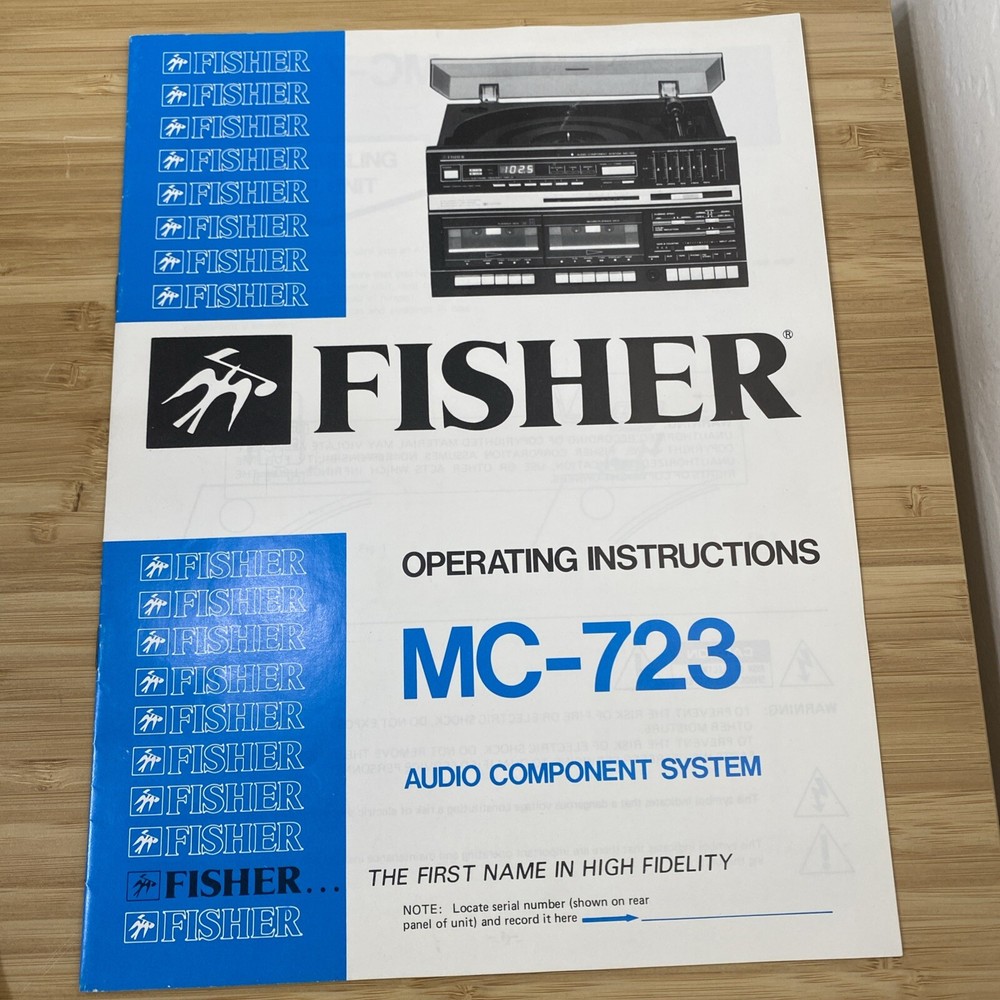 FISHER
FISHER
FISHER
FISHER
FISHER
FISHER
FISHER
FISHER
FISHER
1025
FISHER®
OPERATING INSTRUCTIONS
MC-723
AUDIO COMPONENT SYSTEM
FISHER
FISHER
FISHER
FISHER
FISHER
FISHER
FISHER
FISHER
FISHER... THE FIRST NAME IN HIGH FIDELITY
FISHER
NOTE: Locate serial number (shown on rear
panel of unit) and record it here